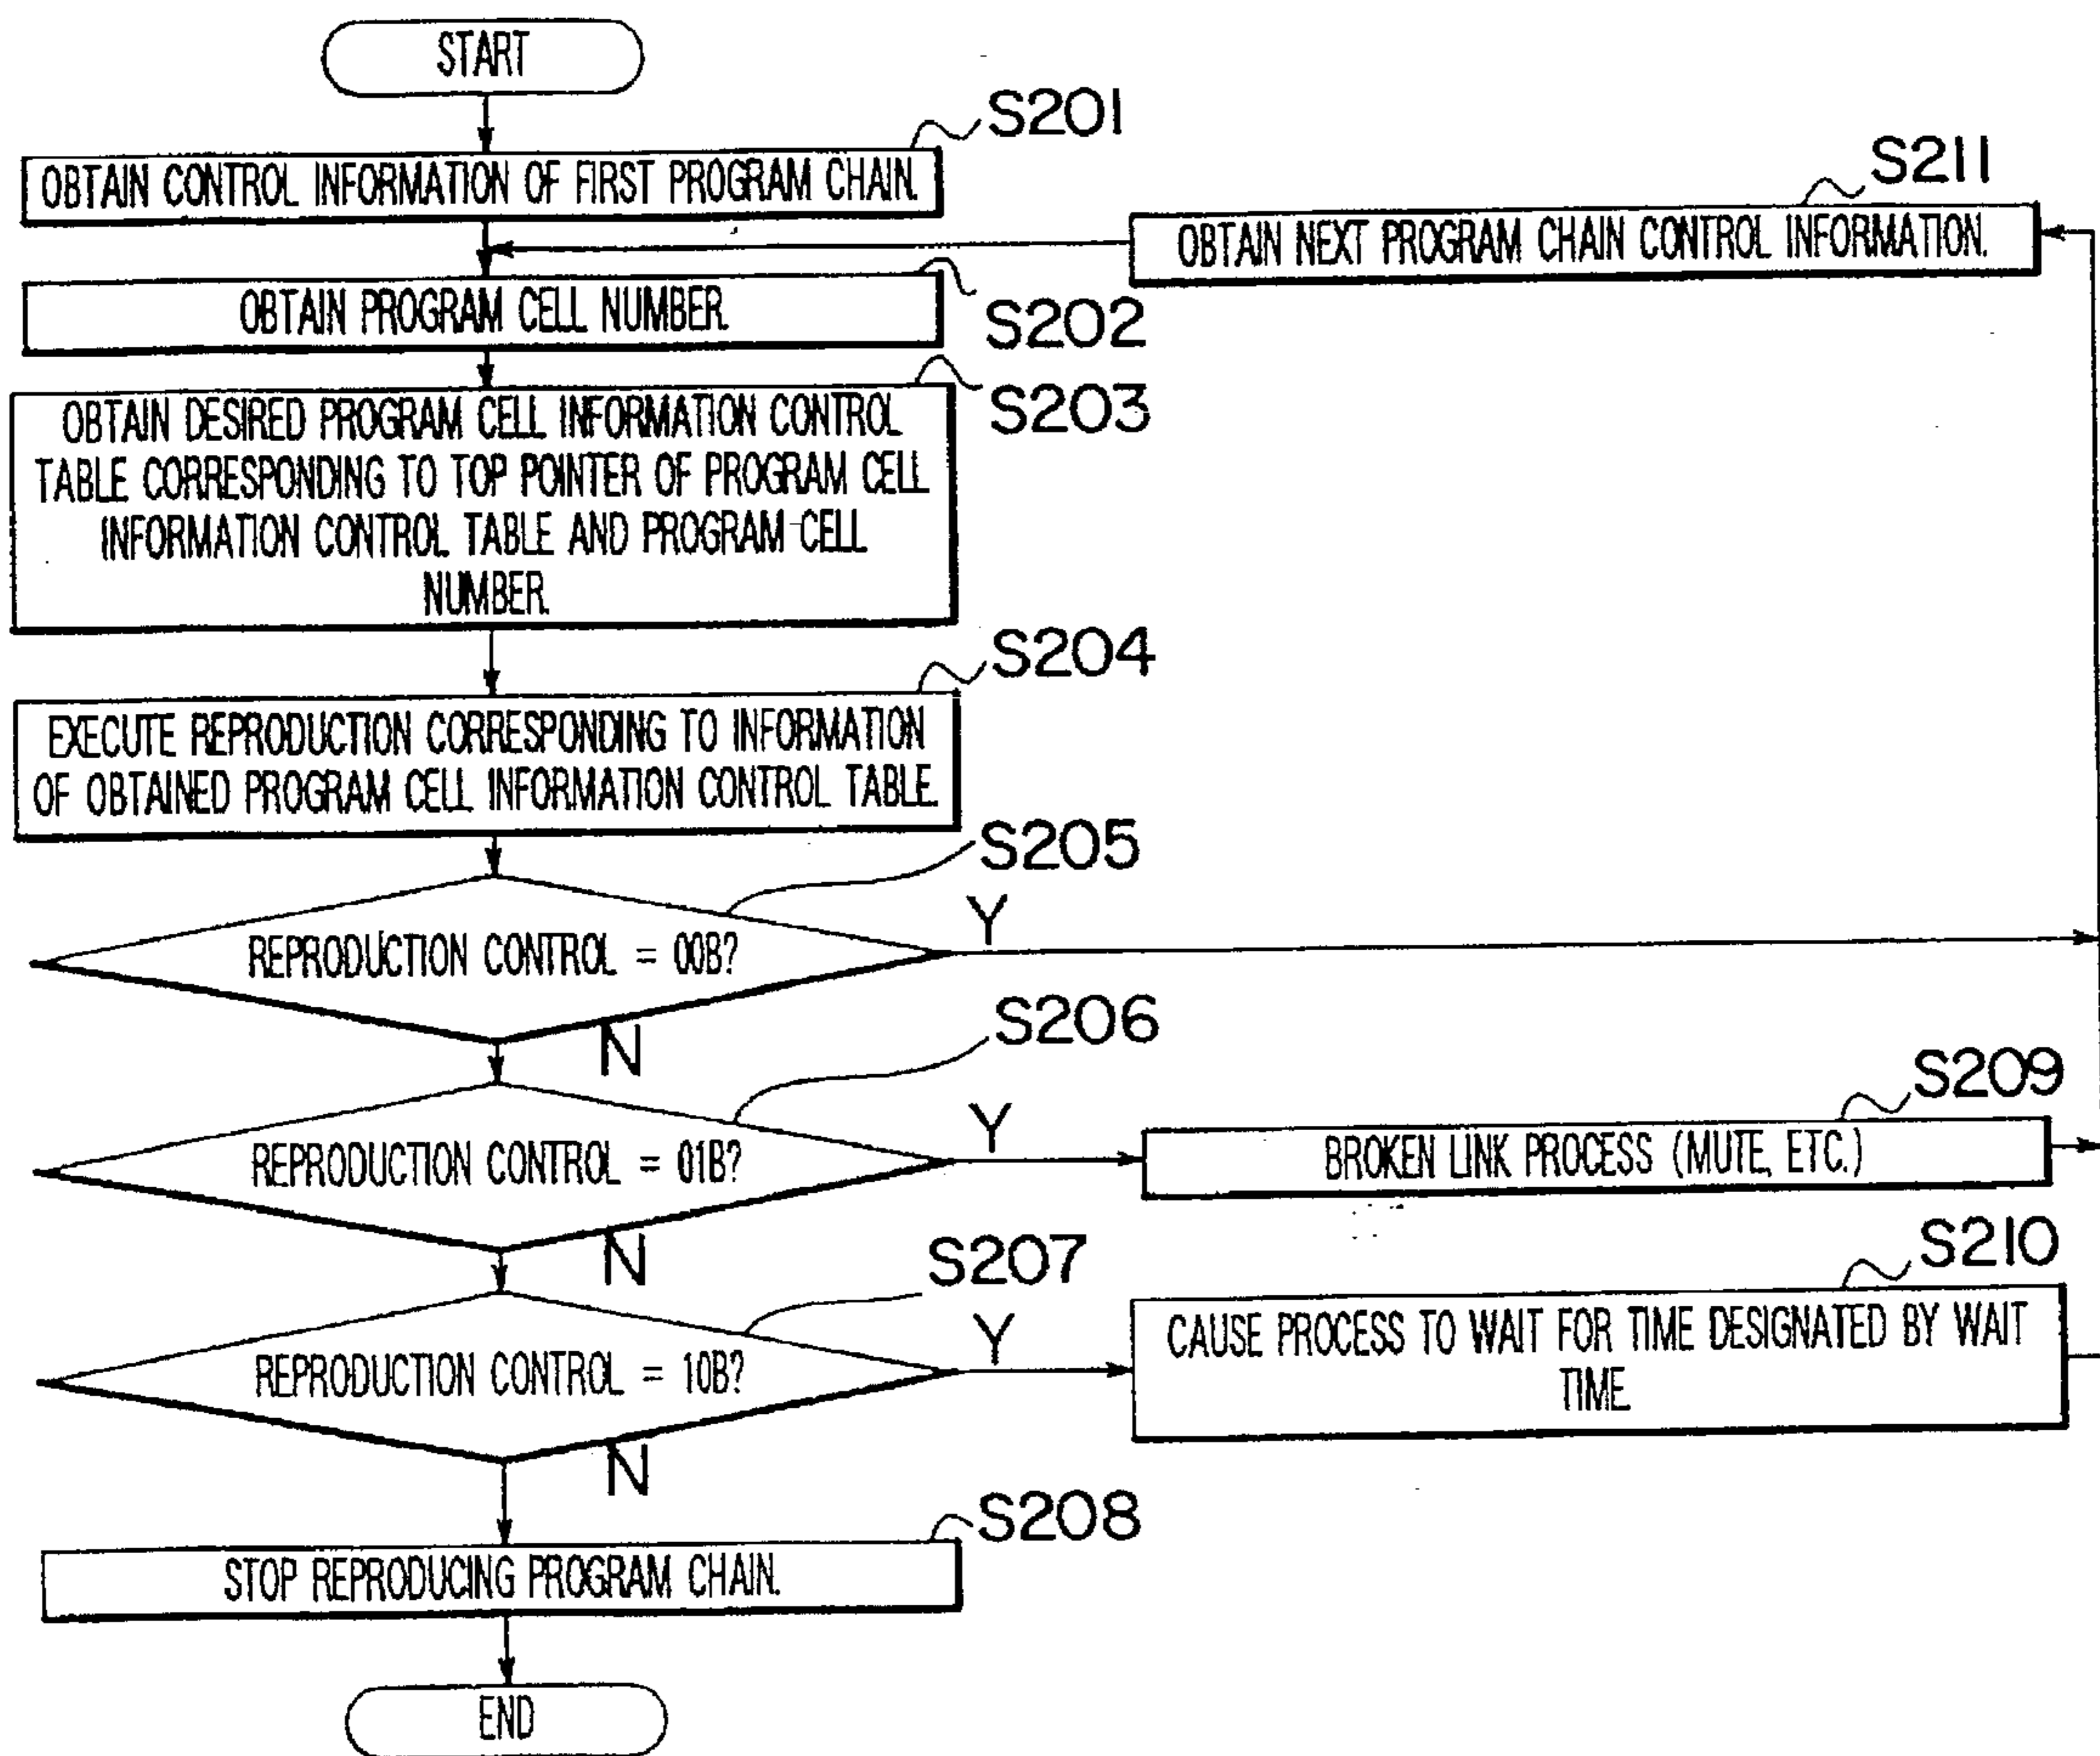 START
S201
OBTAIN CONTROL INFORMATION OF FIRST PROGRAM CHAIN.
S211
OBTAIN NEXT PROGRAM CHAIN CONTROL INFORMATION.
S202
OBTAIN PROGRAM CELL NUMBER.
S203
OBTAIN DESIRED PROGRAM CELL INFORMATION CONTROL
TABLE CORRESPONDING TO TOP POINTER OF PROGRAM CELL
INFORMATION CONTROL TABLE AND PROGRAM CELL
NUMBER.
S204
EXECUTE REPRODUCTION CORRESPONDING TO INFORMATION
OF OBTAINED PROGRAM CELL INFORMATION CONTROL TABLE.
S205
REPRODUCTION CONTROL = 00B?
Y
N
S206
REPRODUCTION CONTROL = 01B?
Y
N
S209
BROKEN LINK PROCESS (MUTE, ETC.)
S207
REPRODUCTION CONTROL = 10B?
Y
N
S210
CAUSE PROCESS TO WAIT FOR TIME DESIGNATED BY WAIT
TIME.
S208
STOP REPRODUCING PROGRAM CHAIN.
END